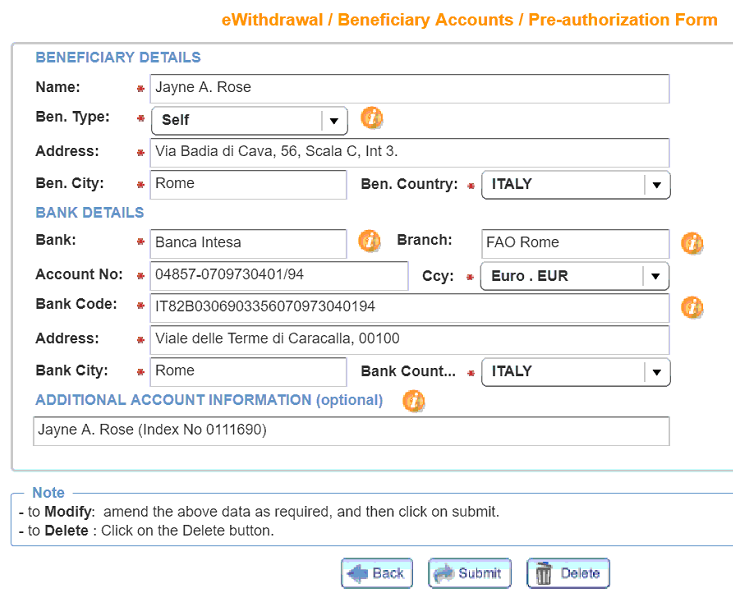 eWithdrawal / Beneficiary Accounts / Pre-authorization Form
BENEFICIARY DETAILS
Name: * Jayne A. Rose
Ben. Type: * Self
Address: * Via Badia di Cava, 56, Scala C, Int 3.
Ben. City: * Rome Ben. Country: * ITALY
BANK DETAILS
Bank: * Banca Intesa Branch: FAO Rome
Account No: * 04857-0709730401/94 Ccy: * Euro . EUR
Bank Code: * IT82B0306903356070973040194
Address: * Viale delle Terme di Caracalla, 00100
Bank City: * Rome Bank Count... * ITALY
ADDITIONAL ACCOUNT INFORMATION (optional)
Jayne A. Rose (Index No 0111690)
Note
- to Modify: amend the above data as required, and then click on submit.
- to Delete : Click on the Delete button.
Back Submit Delete